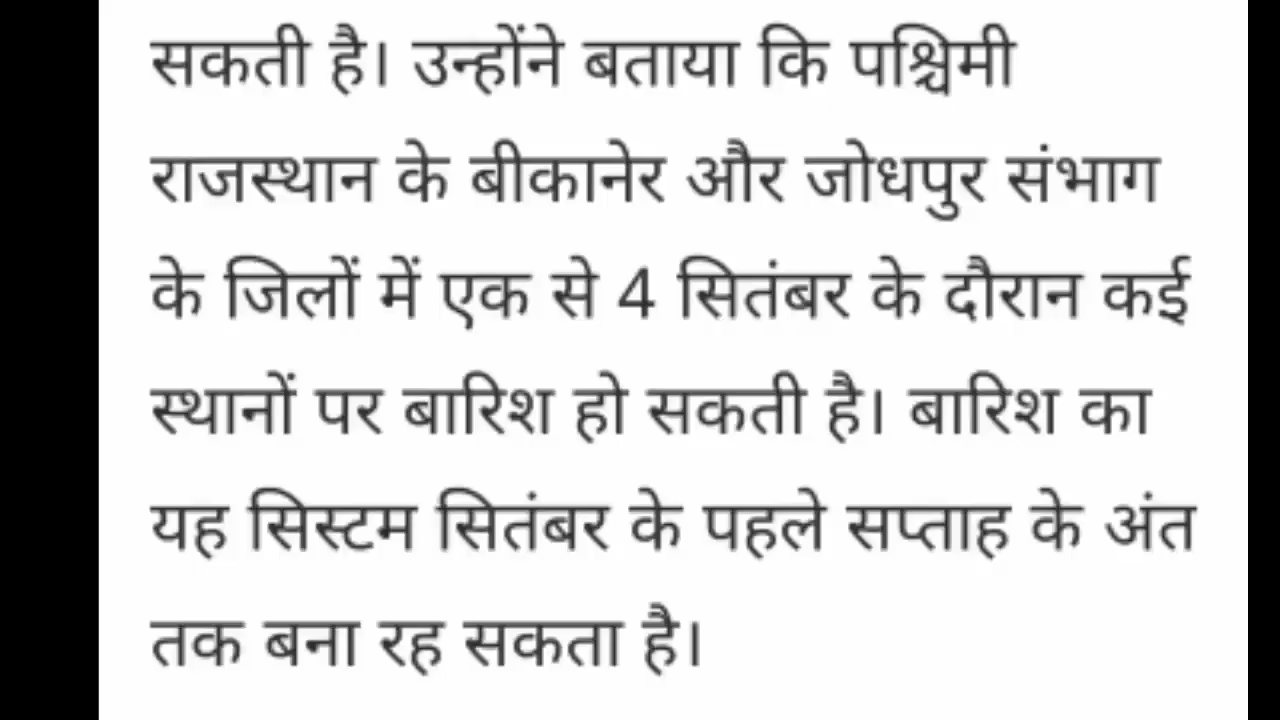 सकती है। उन्होंने बताया कि पश्चिमी
राजस्थान के बीकानेर और जोधपुर संभाग
के जिलों में एक से 4 सितंबर के दौरान कई
स्थानों पर बारिश हो सकती है। बारिश का
यह सिस्टम सितंबर के पहले सप्ताह के अंत
तक बना रह सकता है।